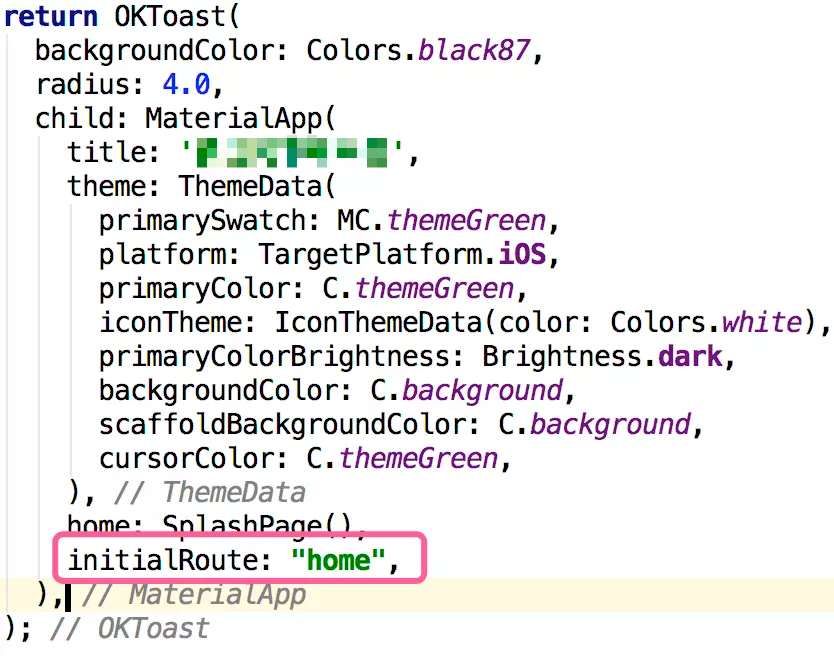 return OKToast(
backgroundColor: Colors.black87,
radius: 4.0,
child: MaterialApp(
title: '',
theme: ThemeData(
primarySwatch: MC.themeGreen,
platform: TargetPlatform.iOS,
primaryColor: C.themeGreen,
iconTheme: IconThemeData(color: Colors.white),
primaryColorBrightness: Brightness.dark,
backgroundColor: C.background,
scaffoldBackgroundColor: C.background,
cursorColor: C.themeGreen,
), // ThemeData
home: SplashPage(),
initialRoute: "home",
), // MaterialApp
); // OKToast